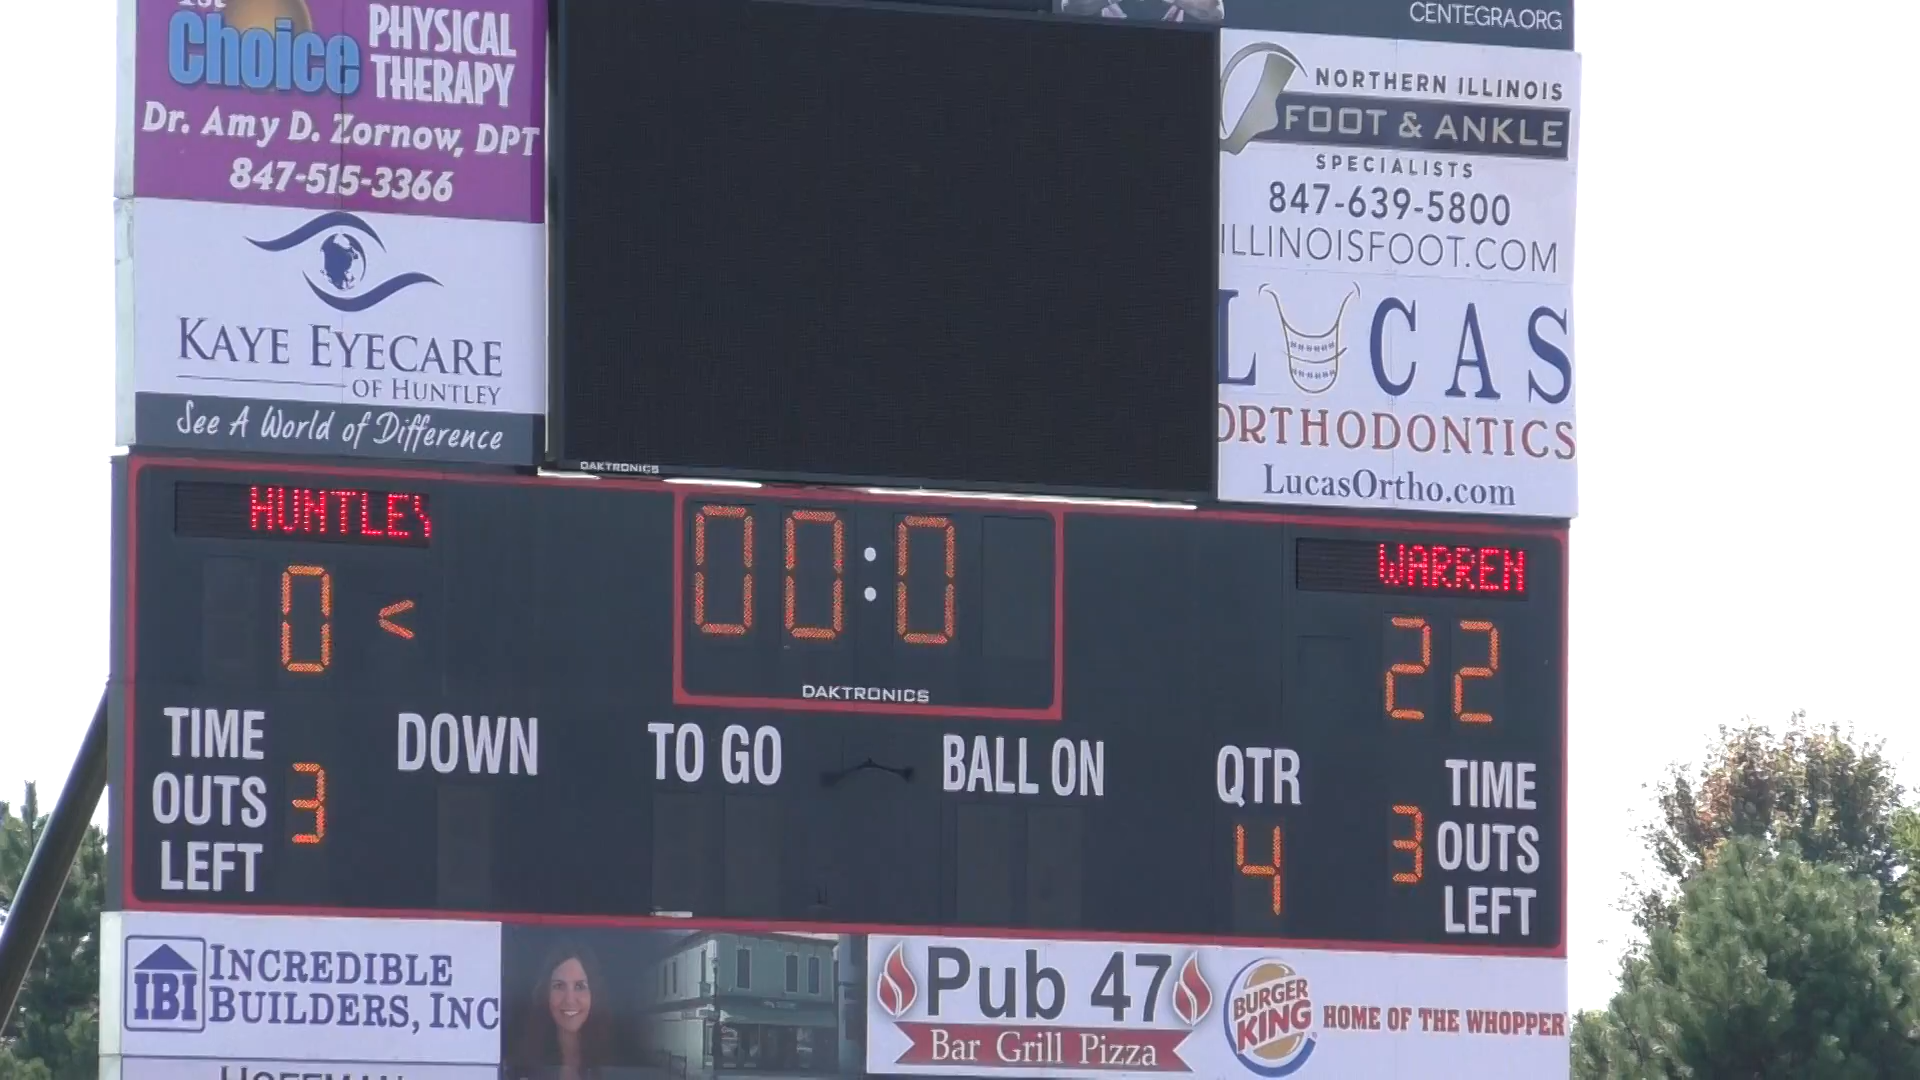 1st
Choice
PHYSICAL
THERAPY
Dr. Amy D. Zornow, DPT
847-515-3366
KAYE EYECARE
OF HUNTLEY
See A World of Difference
DAKTRONICS
CENTEGRA.ORG
NORTHERN ILLINOIS
FOOT & ANKLE
SPECIALISTS
847-639-5800
ILLINOISFOOT.COM
LUCAS
ORTHODONTICS
LucasOrtho.com
HUNTLEY
0 <
00:0
DAKTRONICS
WARREN
22
TIME
OUTS
LEFT
3
DOWN
TO GO
BALL ON
QTR
4
3
TIME
OUTS
LEFT
IBI
INCREDIBLE
BUILDERS, INC
Pub 47
Bar Grill Pizza
BURGER
KING
HOME OF THE WHOPPER